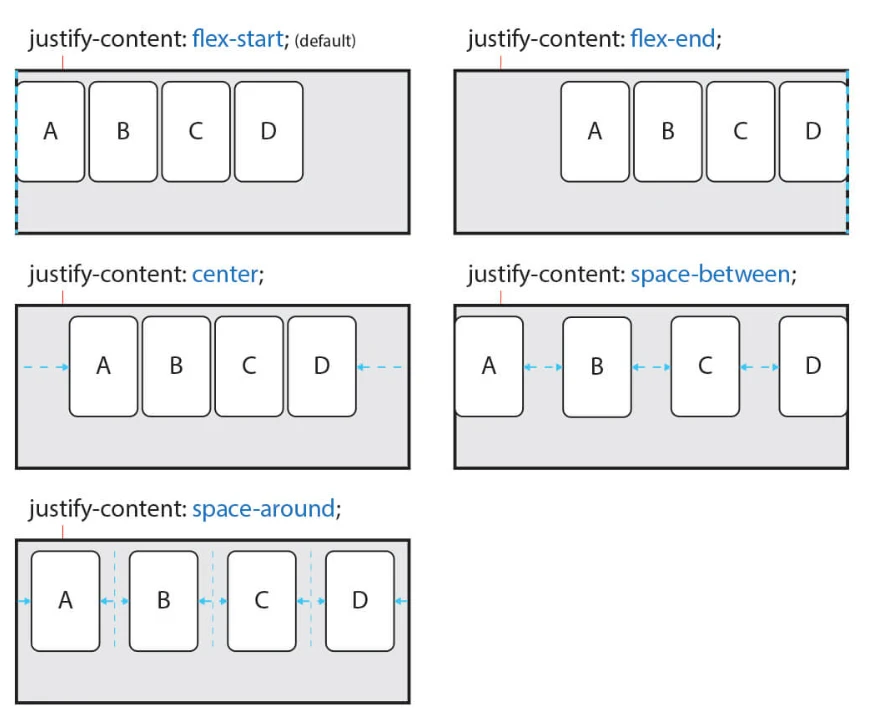 justify-content: flex-start; (default)
A B C D
justify-content: flex-end;
A B C D
justify-content: center;
A B C D
justify-content: space-between;
A B C D
justify-content: space-around;
A B C D